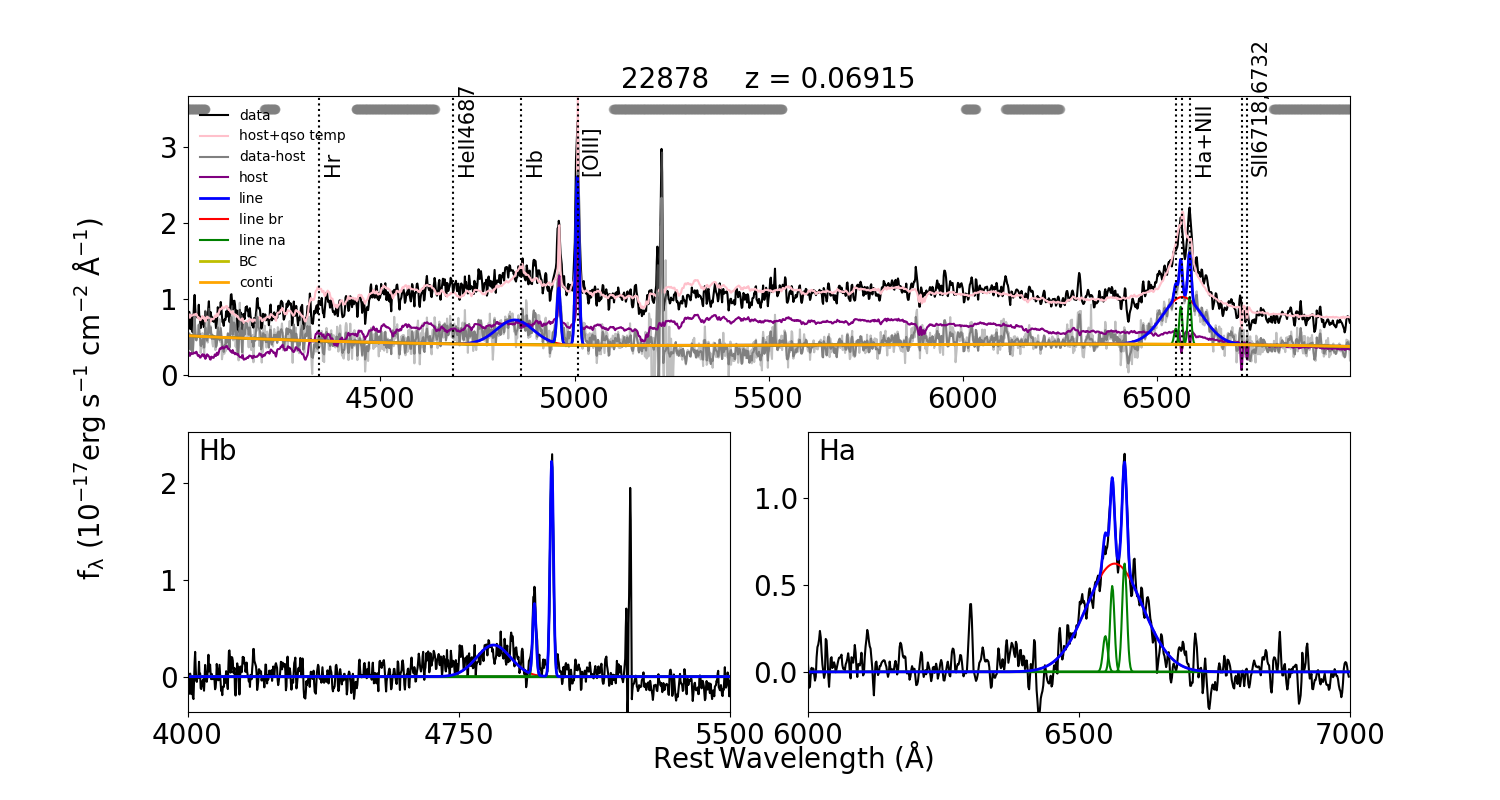 22878    z = 0.06915
data
host+qso temp
data-host
host
line
line br
line na
BC
conti
Hr
HeII4687
Hb
[OIII]
Ha+NII
SII6718,6732
3
2
1
0
4500 5000 5500 6000 6500
fλ (10⁻¹⁷erg s⁻¹ cm⁻² Å⁻¹)
Hb
2
1
0
4000 4750 5500
Ha
1.0
0.5
0.0
6000 6500 7000
Rest Wavelength (Å)